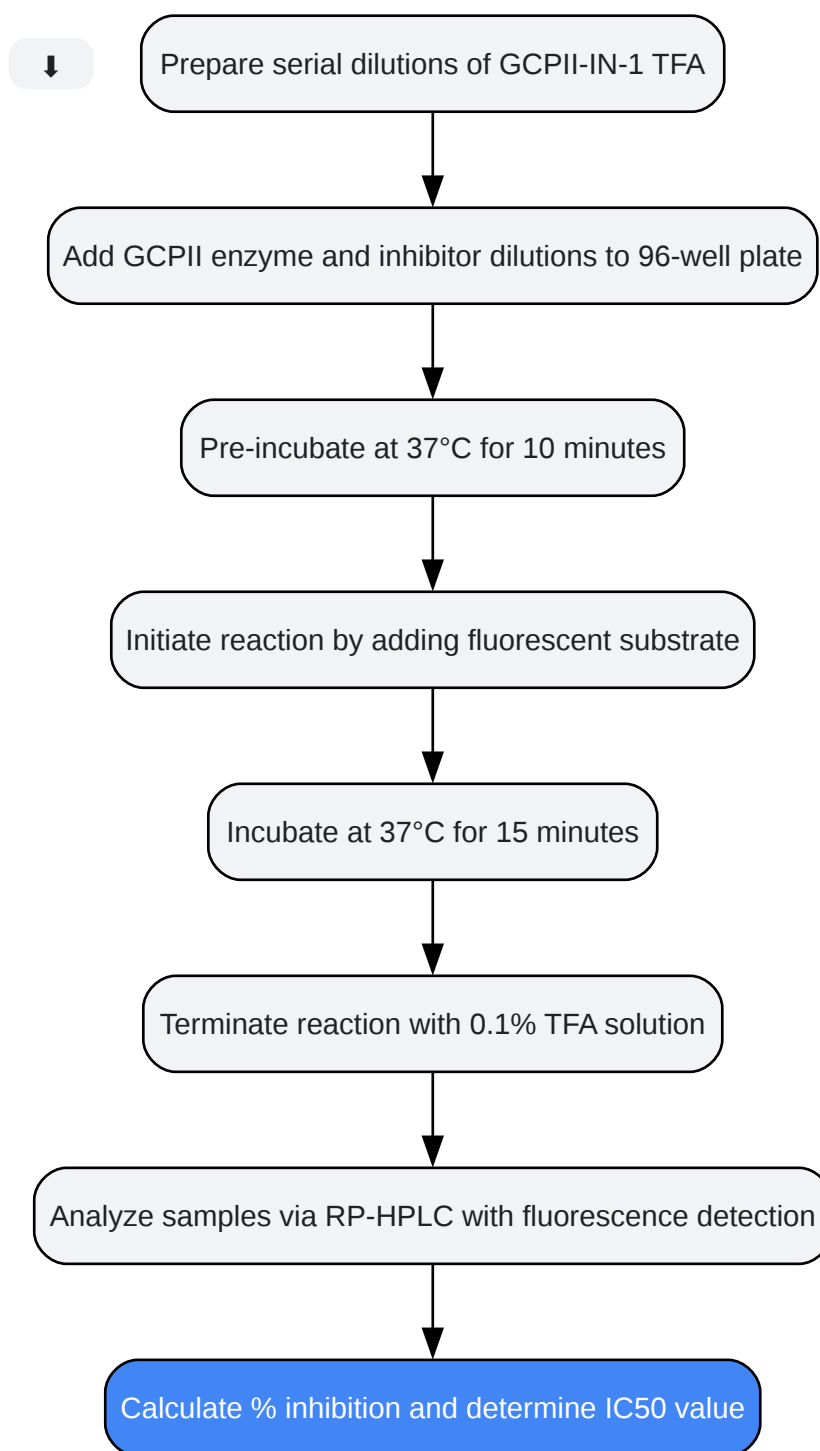 ⬇
Prepare serial dilutions of GCPII-IN-1 TFA
Add GCPII enzyme and inhibitor dilutions to 96-well plate
Pre-incubate at 37°C for 10 minutes
Initiate reaction by adding fluorescent substrate
Incubate at 37°C for 15 minutes
Terminate reaction with 0.1% TFA solution
Analyze samples via RP-HPLC with fluorescence detection
Calculate % inhibition and determine IC50 value